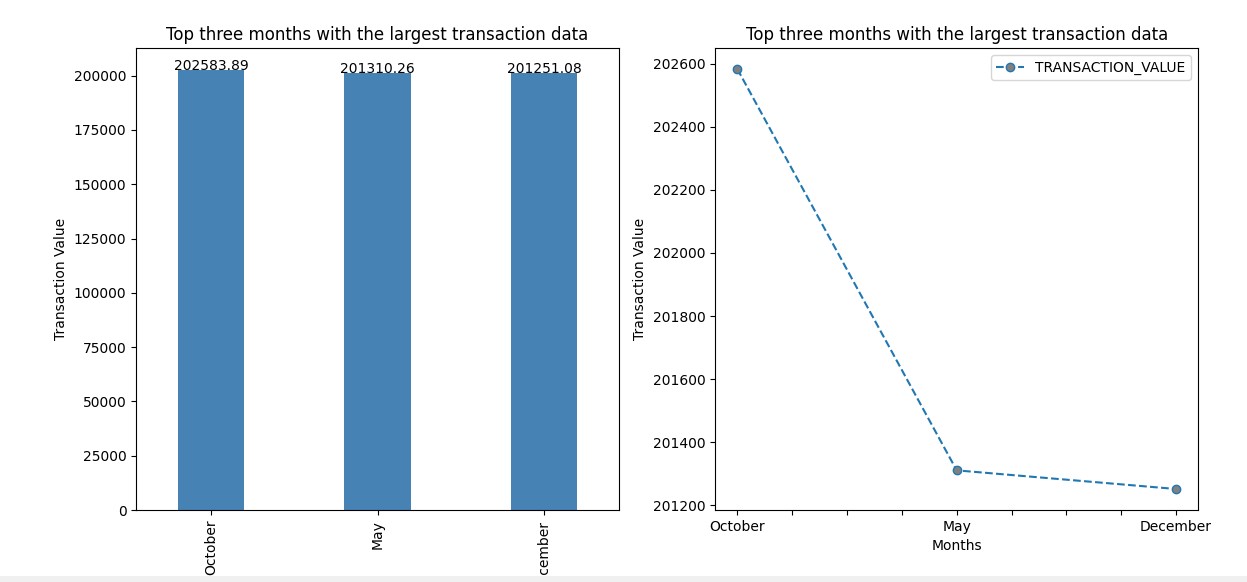 Top three months with the largest transaction data
202583.89
201310.26
201251.08
200000
175000
150000
125000
100000
75000
50000
25000
0
Transaction Value
October
May
cember
Top three months with the largest transaction data
TRANSACTION_VALUE
202600
202400
202200
202000
201800
201600
201400
201200
Transaction Value
October
May
December
Months